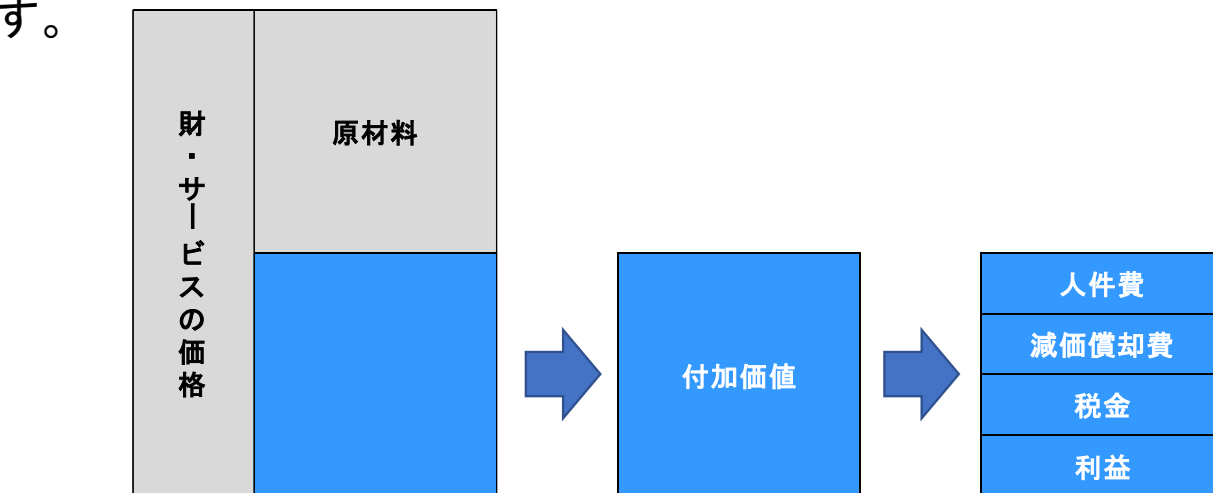 す。
財・サービスの価格
原材料
付加価値
人件費
減価償却費
税金
利益